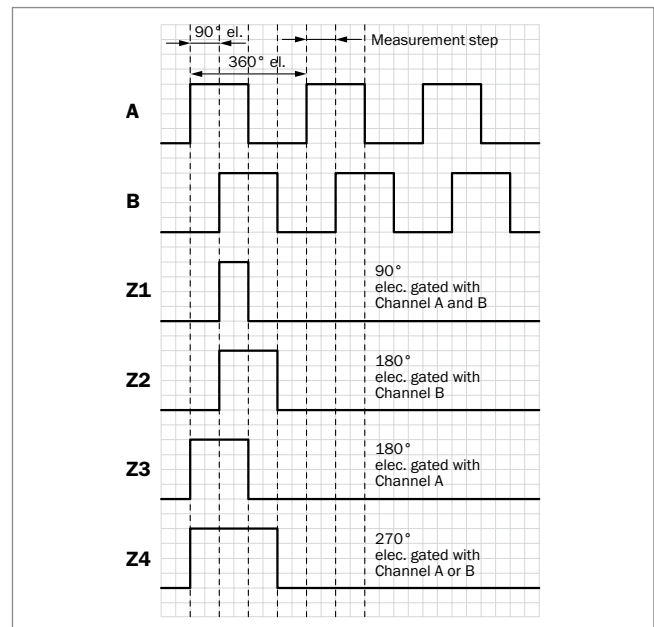 90° el.
Measurement step
360° el.
A
B
Z1
90°
elec. gated with
Channel A and B
Z2
180°
elec. gated with
Channel B
Z3
180°
elec. gated with
Channel A
Z4
270°
elec. gated with
Channel A or B